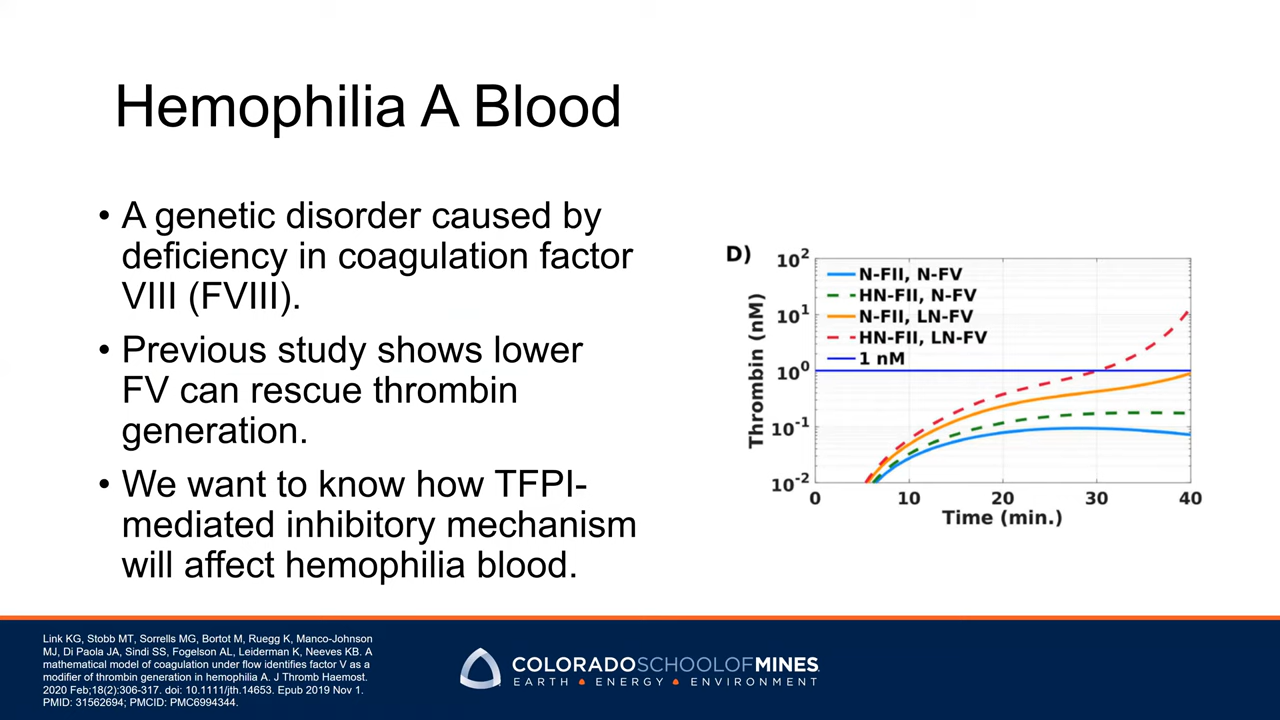 Hemophilia A Blood
• A genetic disorder caused by
deficiency in coagulation factor
VIII (FVIII).
• Previous study shows lower
FV can rescue thrombin
generation.
• We want to know how TFPI-
mediated inhibitory mechanism
will affect hemophilia blood.
D)
Thrombin (nM)
10²
10¹
10⁰
10⁻¹
10⁻²
N-FII, N-FV
HN-FII, N-FV
N-FII, LN-FV
HN-FII, LN-FV
1 nM
0 10 20 30 40
Time (min.)
Link KG, Stobb MT, Sorrells MG, Bortot M, Ruegg K, Manco-Johnson
MJ, Di Paola JA, Sindi SS, Fogelson AL, Leiderman K, Neeves KB. A
mathematical model of coagulation under flow identifies factor V as a
modifier of thrombin generation in hemophilia A. J Thromb Haemost.
2020 Feb;18(2):306-317. doi: 10.1111/jth.14653. Epub 2019 Nov 1.
PMID: 31562694; PMCID: PMC6994344.
COLORADOSCHOOLOFMINES
EARTH • ENERGY • ENVIRONMENT